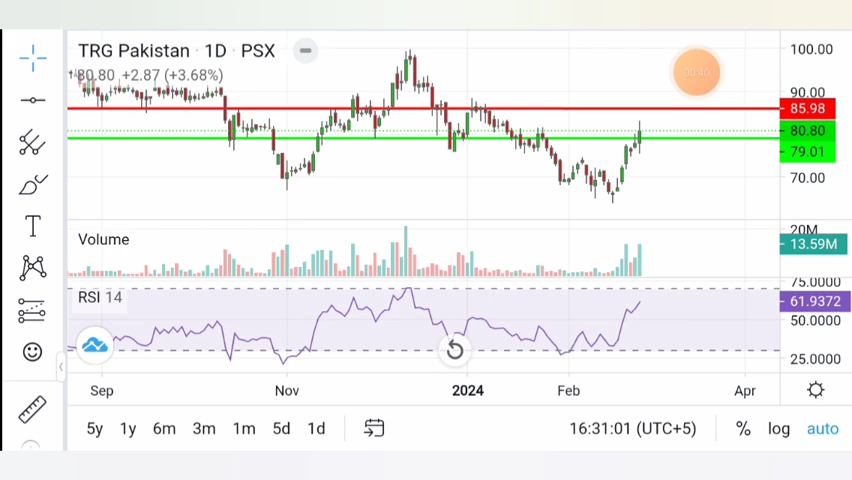 TRG Pakistan · 1D · PSX
80.80 +2.87 (+3.68%)
00:40
100.00
90.00
85.98
80.80
79.01
70.00
Volume
20M
13.59M
RSI 14
75.0000
61.9372
50.0000
25.0000
Sep
Nov
2024
Feb
Apr
5y 1y 6m 3m 1m 5d 1d
16:31:01 (UTC+5)
% log auto